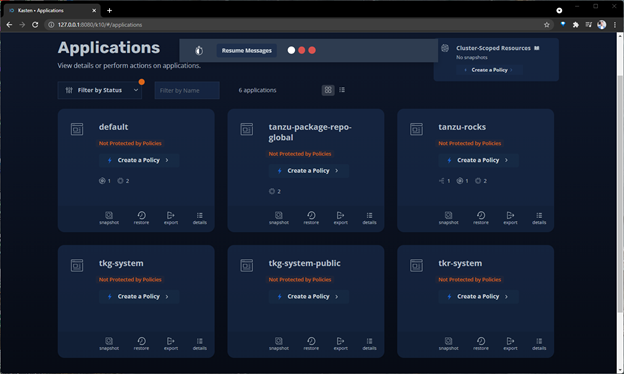 Kasten • Applications
127.0.0.1:8080/k10/#/applications
Applications
View details or perform actions on applications.
Resume Messages
Cluster-Scoped Resources
No snapshots
Create a Policy
Filter by Status
Filter by Name
6 applications
default
Not Protected by Policies
Create a Policy
1 2
snapshot restore export details
tanzu-package-repo-
global
Not Protected by Policies
Create a Policy
2
snapshot restore export details
tanzu-rocks
Not Protected by Policies
Create a Policy
1 1 2
snapshot restore export details
tkg-system
Not Protected by Policies
Create a Policy
snapshot restore export details
tkg-system-public
Not Protected by Policies
Create a Policy
snapshot restore export details
tkr-system
Not Protected by Policies
Create a Policy
snapshot restore export details